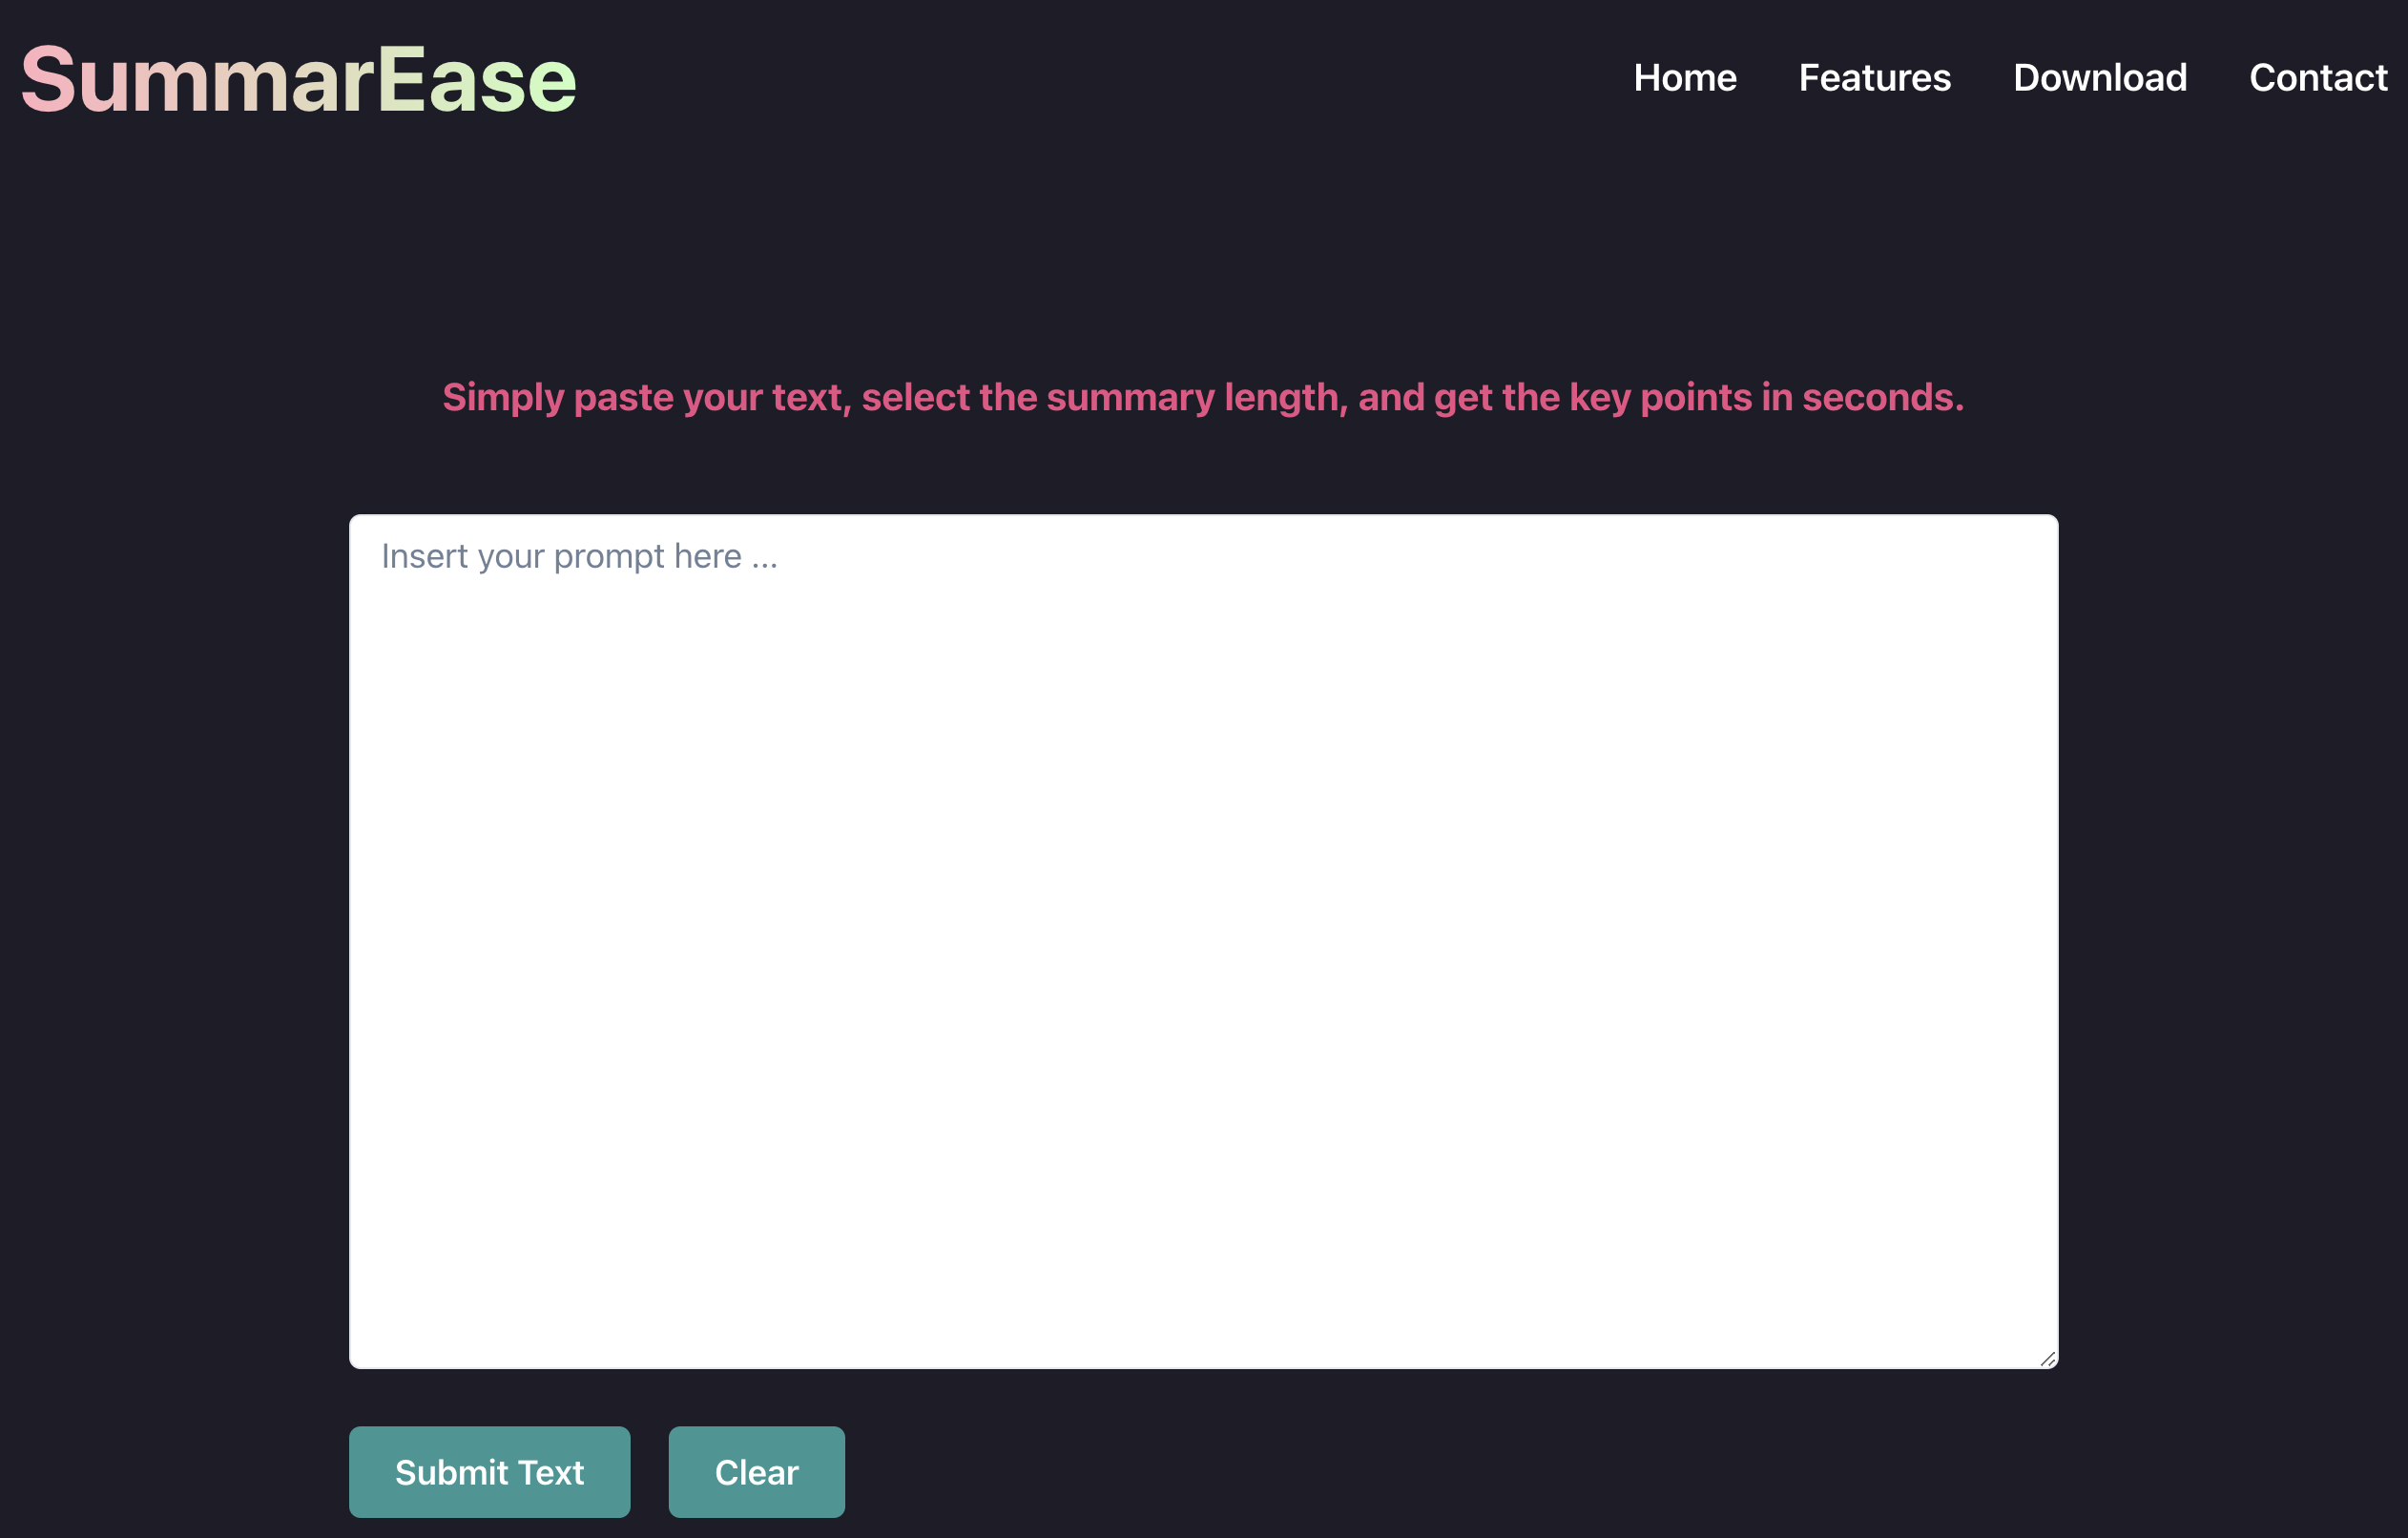 SummarEase
Home Features Download Contact
Simply paste your text, select the summary length, and get the key points in seconds.
Insert your prompt here ...
Submit Text Clear